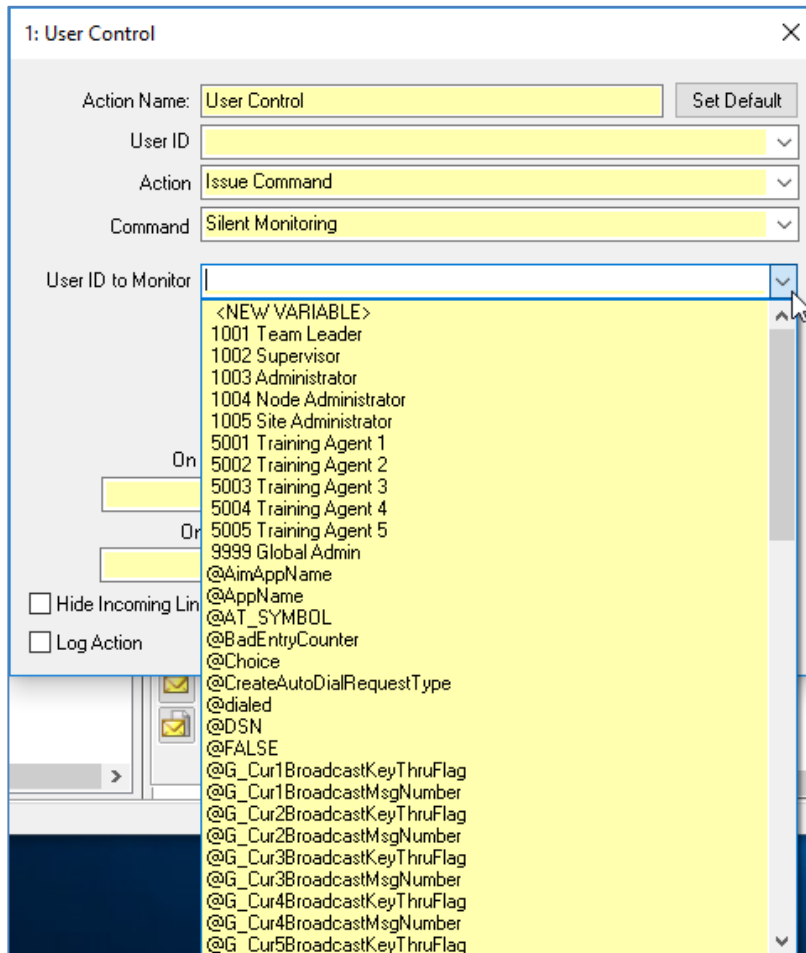 1: User Control
Action Name: User Control Set Default
User ID
Action Issue Command
Command Silent Monitoring
User ID to Monitor
<NEW VARIABLE>
1001 Team Leader
1002 Supervisor
1003 Administrator
1004 Node Administrator
1005 Site Administrator
5001 Training Agent 1
On
5002 Training Agent 2
5003 Training Agent 3
5004 Training Agent 4
Or
5005 Training Agent 5
9999 Global Admin
@AimAppName
@AppName
Hide Incoming Lin
@AT_SYMBOL
@BadEntryCounter
Log Action
@Choice
@CreateAutoDialRequestType
@dialed
@DSN
@FALSE
@G_Cur1BroadcastKeyThruFlag
@G_Cur1BroadcastMsgNumber
@G_Cur2BroadcastKeyThruFlag
@G_Cur2BroadcastMsgNumber
@G_Cur3BroadcastKeyThruFlag
@G_Cur3BroadcastMsgNumber
@G_Cur4BroadcastKeyThruFlag
@G_Cur4BroadcastMsgNumber
@G_Cur5BroadcastKeyThruFlag